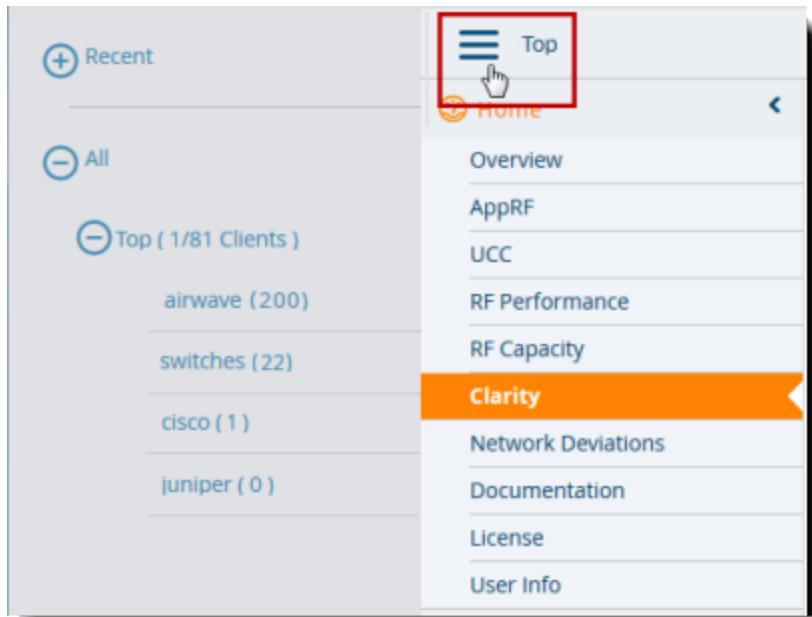 Recent
All
Top ( 1/81 Clients )
airwave (200)
switches (22)
cisco ( 1 )
juniper ( 0 )
Top
Home
Overview
AppRF
UCC
RF Performance
RF Capacity
Clarity
Network Deviations
Documentation
License
User Info